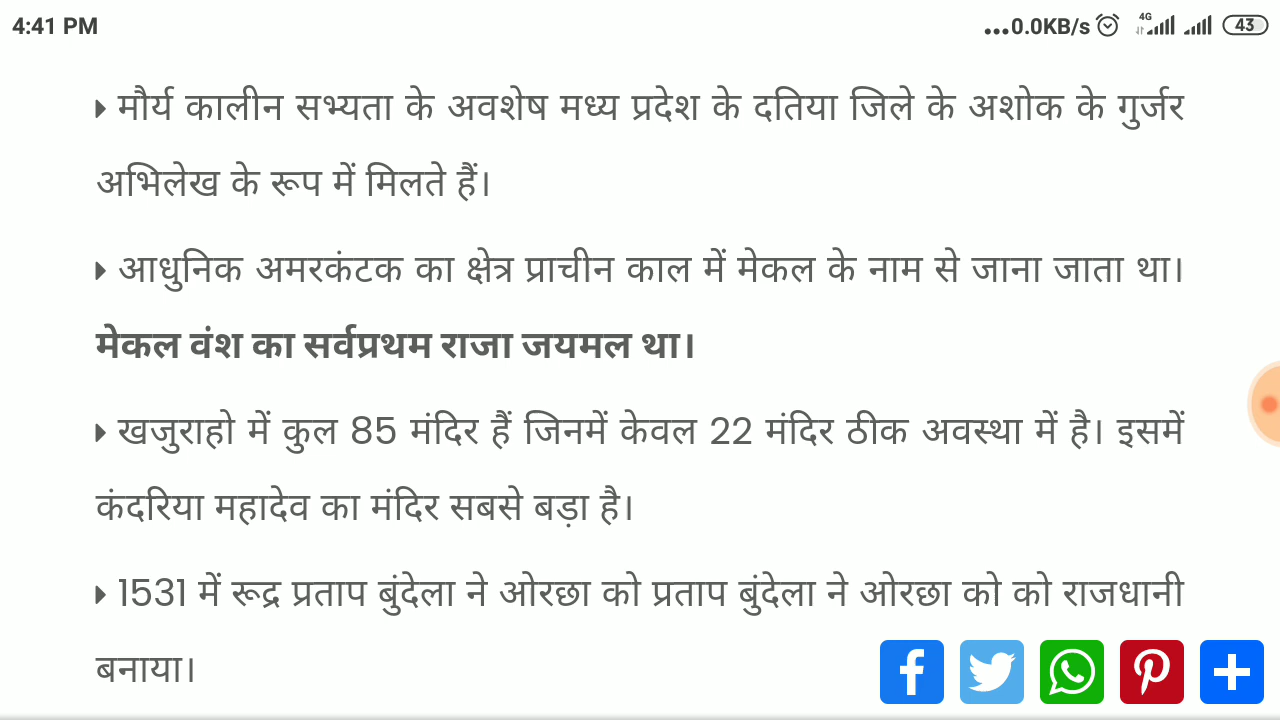 4:41 PM ...0.0KB/s 4G 43
मौर्य कालीन सभ्यता के अवशेष मध्य प्रदेश के दतिया जिले के अशोक के गुर्जर
अभिलेख के रूप में मिलते हैं।
आधुनिक अमरकंटक का क्षेत्र प्राचीन काल में मेकल के नाम से जाना जाता था।
मेकल वंश का सर्वप्रथम राजा जयमल था।
खजुराहो में कुल 85 मंदिर हैं जिनमें केवल 22 मंदिर ठीक अवस्था में है। इसमें
कंदरिया महादेव का मंदिर सबसे बड़ा है।
1531 में रूद्र प्रताप बुंदेला ने ओरछा को प्रताप बुंदेला ने ओरछा को को राजधानी
बनाया।